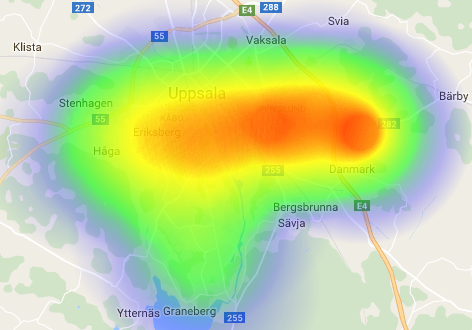 272
E4
288
Svia
55
Vaksala
Klista
Uppsala
Bärby
Stenhagen
55
KÅBO
282
Eriksberg
Håga
255
Danmark
Bergsbrunna
E4
Sävja
Ytternäs
Graneberg
255